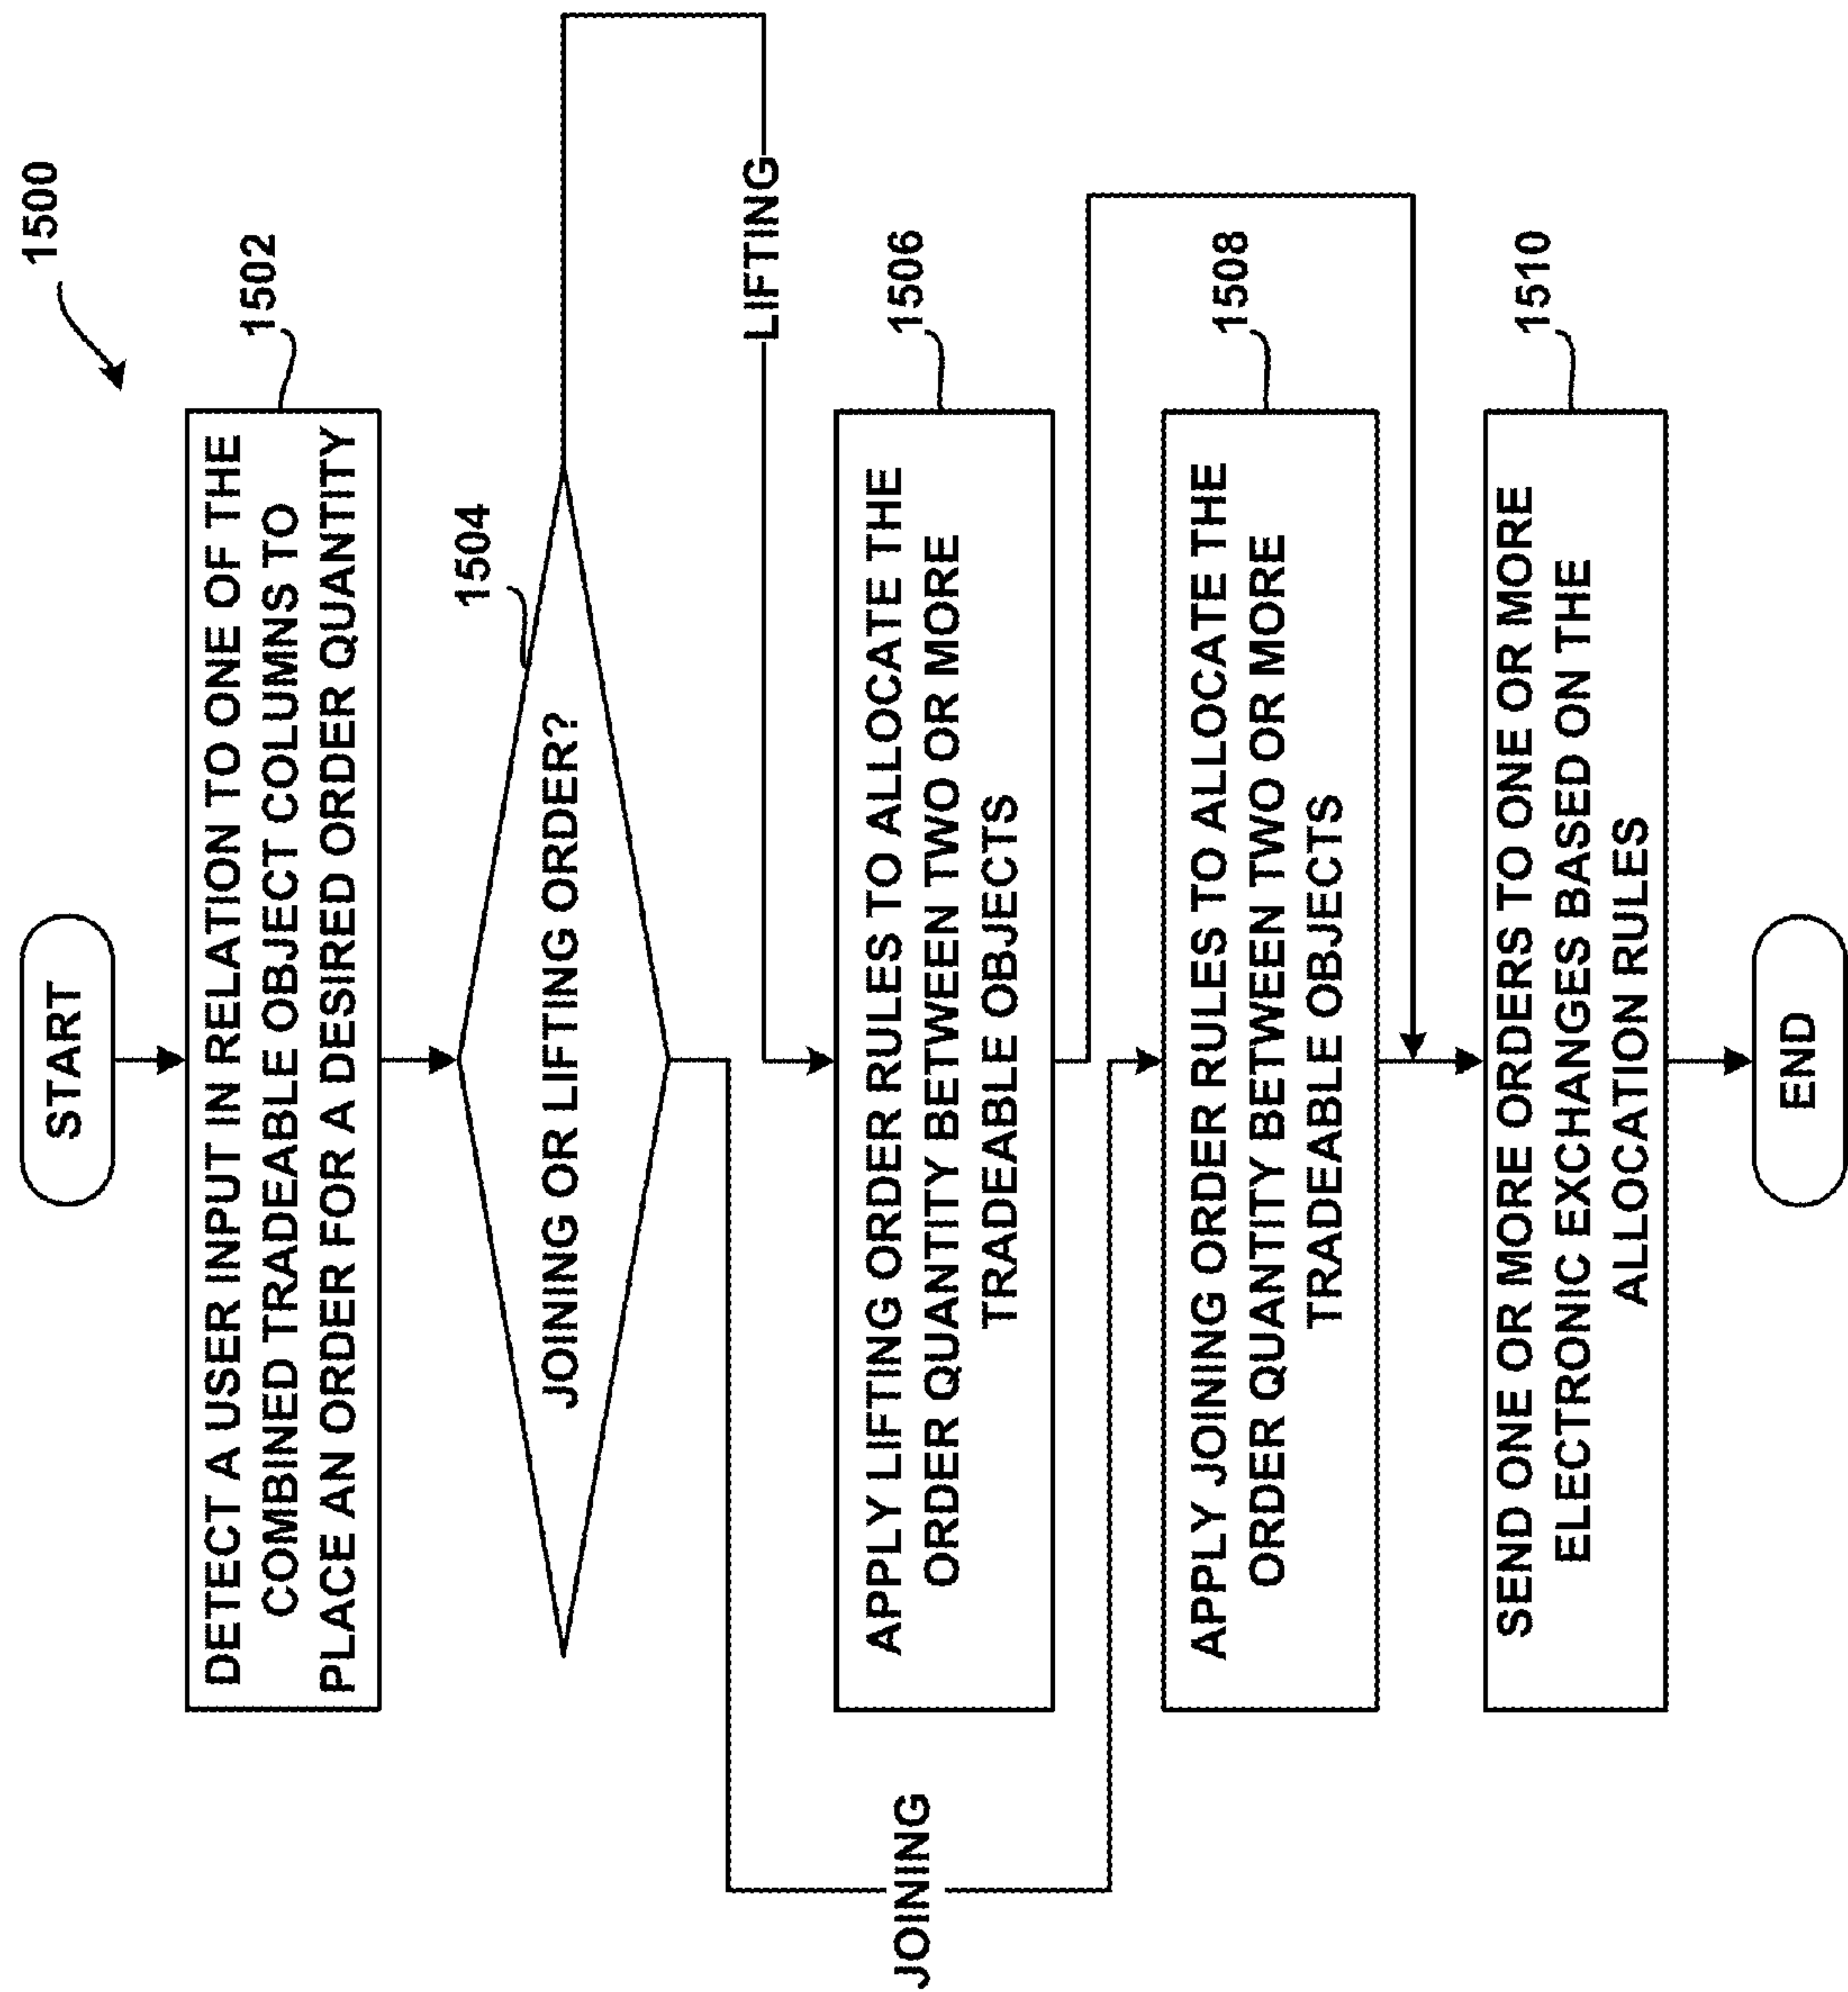 1500
START
DETECT A USER INPUT IN RELATION TO ONE OF THE
COMBINED TRADEABLE OBJECT COLUMNS TO
PLACE AN ORDER FOR A DESIRED ORDER QUANTITY
1502
JOINING OR LIFTING ORDER?
1504
LIFTING
JOINING
APPLY LIFTING ORDER RULES TO ALLOCATE THE
ORDER QUANTITY BETWEEN TWO OR MORE
TRADEABLE OBJECTS
1506
APPLY JOINING ORDER RULES TO ALLOCATE THE
ORDER QUANTITY BETWEEN TWO OR MORE
TRADEABLE OBJECTS
1508
SEND ONE OR MORE ORDERS TO ONE OR MORE
ELECTRONIC EXCHANGES BASED ON THE
ALLOCATION RULES
1510
END